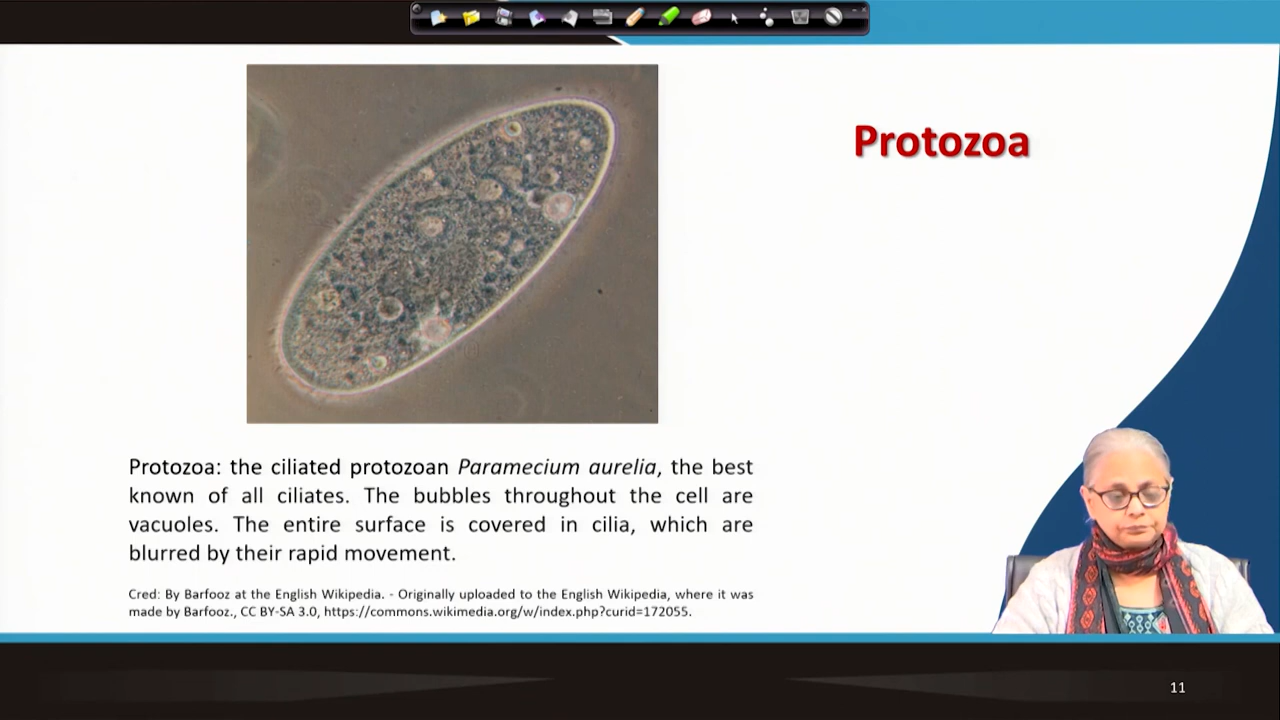 Protozoa
Protozoa: the ciliated protozoan Paramecium aurelia, the best
known of all ciliates. The bubbles throughout the cell are
vacuoles. The entire surface is covered in cilia, which are
blurred by their rapid movement.
Cred: By Barfooz at the English Wikipedia. - Originally uploaded to the English Wikipedia, where it was
made by Barfooz., CC BY-SA 3.0, https://commons.wikimedia.org/w/index.php?curid=172055.
11